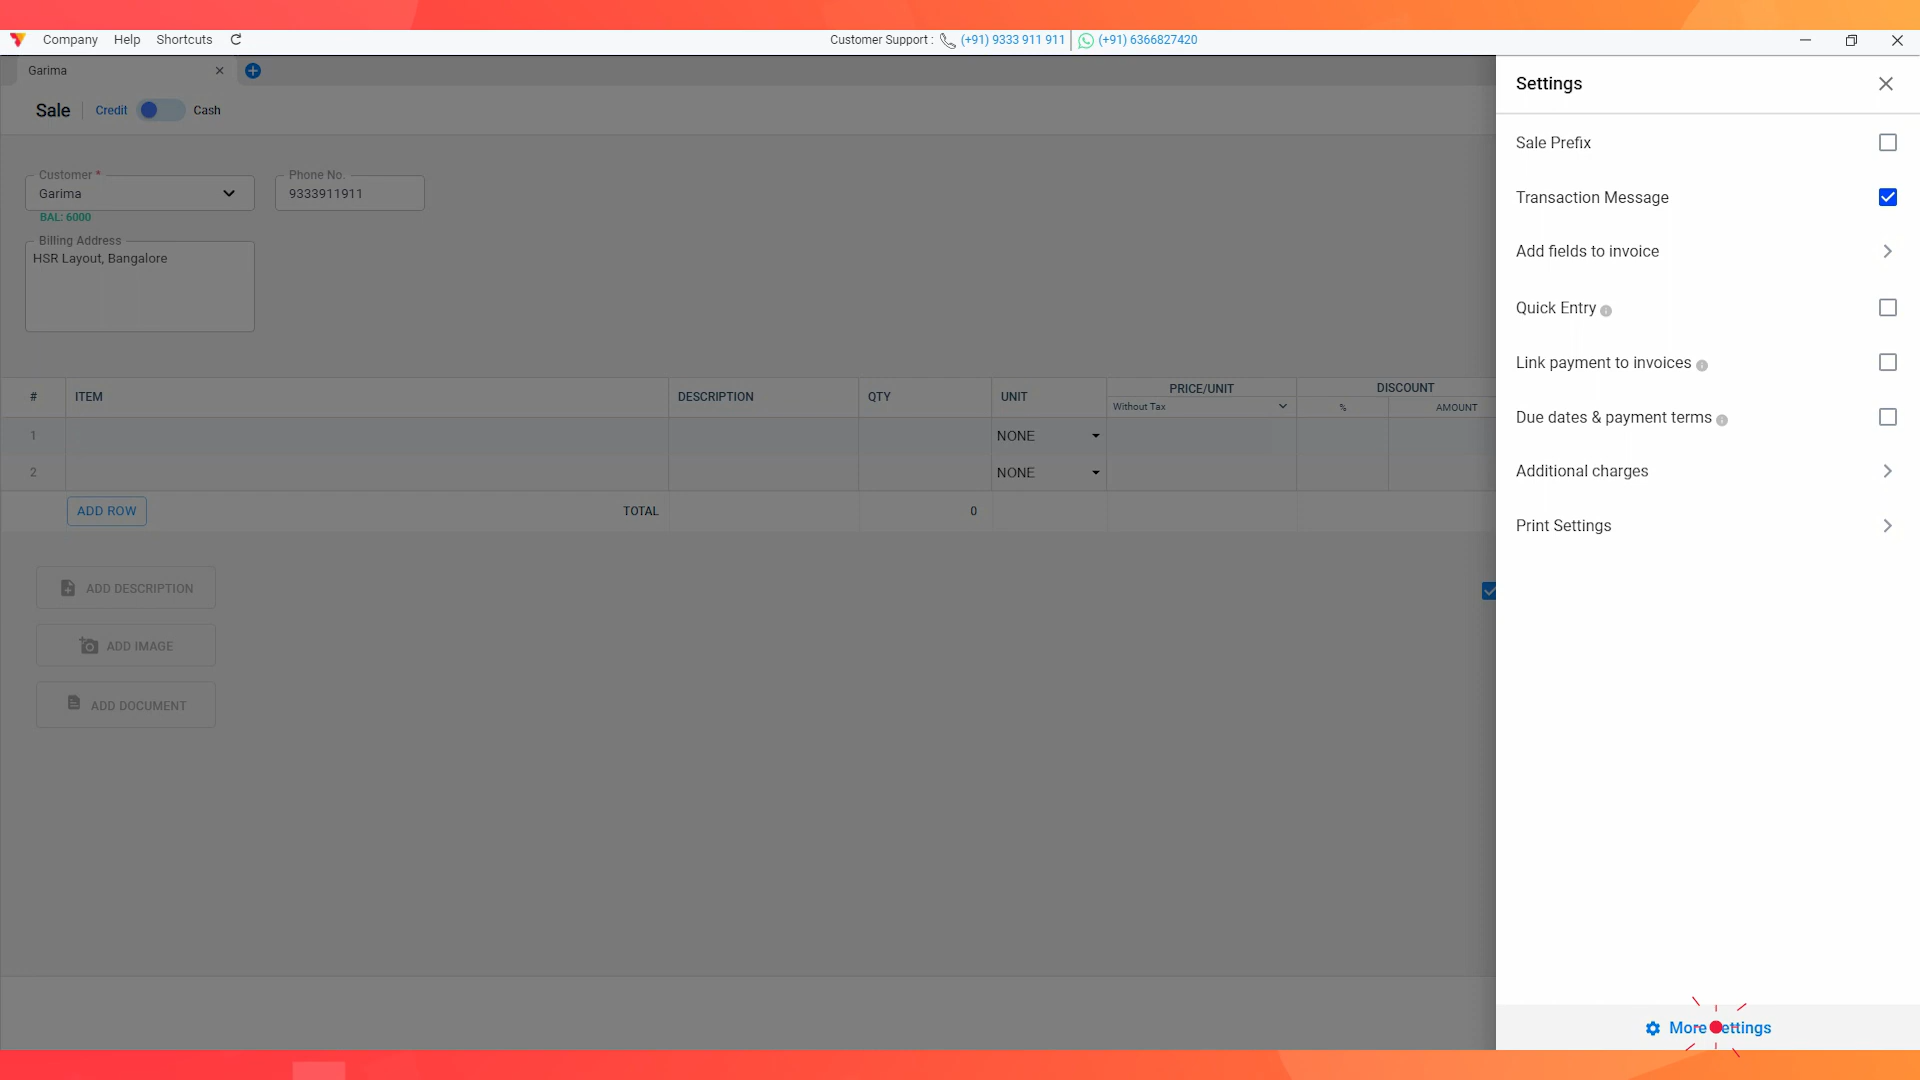 Company Help Shortcuts
Customer Support : (+91) 9333 911 911 (+91) 6366827420
Garima
Sale Credit Cash
Customer *
Garima
BAL: 6000
Phone No.
9333911911
Billing Address
HSR Layout, Bangalore
# ITEM DESCRIPTION QTY UNIT PRICE/UNIT DISCOUNT
Without Tax % AMOUNT
1 NONE
2 NONE
ADD ROW TOTAL 0
ADD DESCRIPTION
ADD IMAGE
ADD DOCUMENT
Settings
Sale Prefix
Transaction Message
Add fields to invoice
Quick Entry
Link payment to invoices
Due dates & payment terms
Additional charges
Print Settings
More Settings